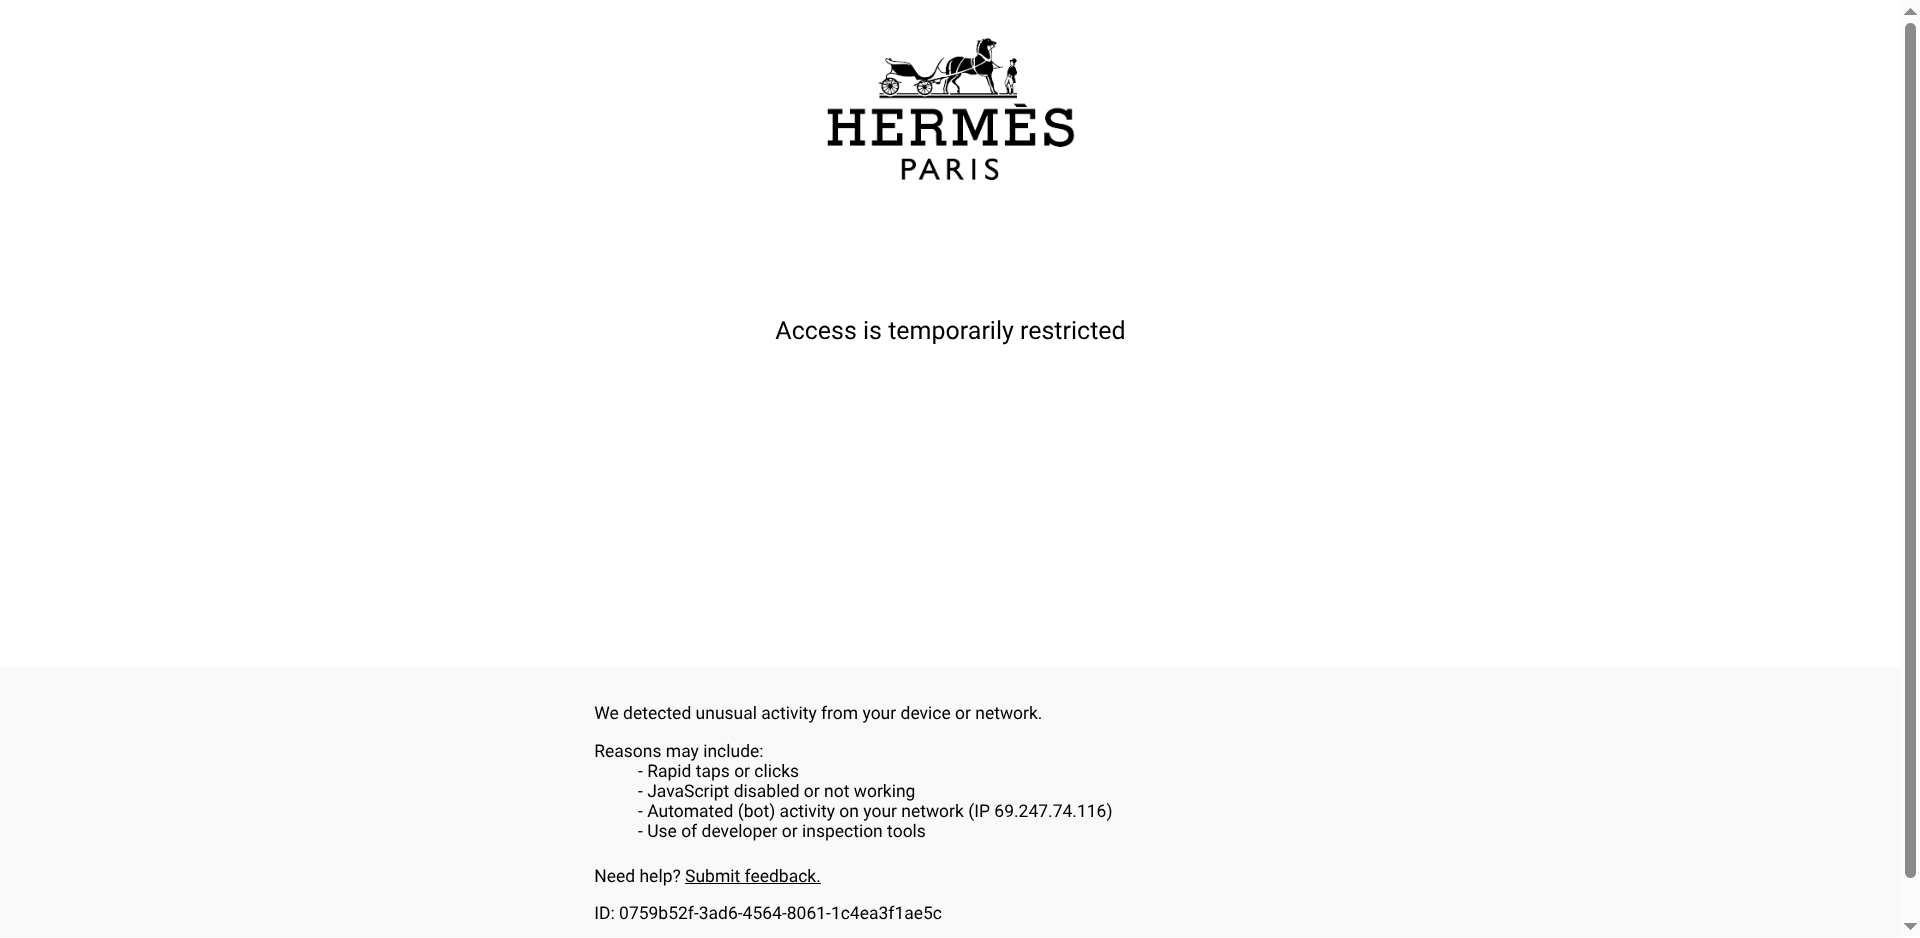 HERMÈS
PARIS
Access is temporarily restricted
We detected unusual activity from your device or network.
Reasons may include:
- Rapid taps or clicks
- JavaScript disabled or not working
- Automated (bot) activity on your network (IP 69.247.74.116)
- Use of developer or inspection tools
Need help? Submit feedback.
ID: 0759b52f-3ad6-4564-8061-1c4ea3f1ae5c